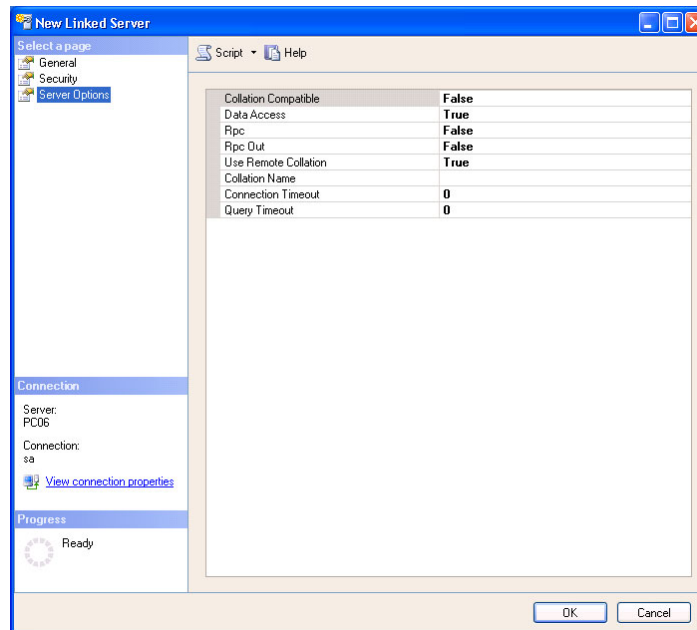 New Linked Server
Select a page
General
Security
Server Options
Script Help
Collation Compatible False
Data Access True
Rpc False
Rpc Out False
Use Remote Collation True
Collation Name
Connection Timeout 0
Query Timeout 0
Connection
Server:
PC06
Connection:
sa
View connection properties
Progress
Ready
OK Cancel